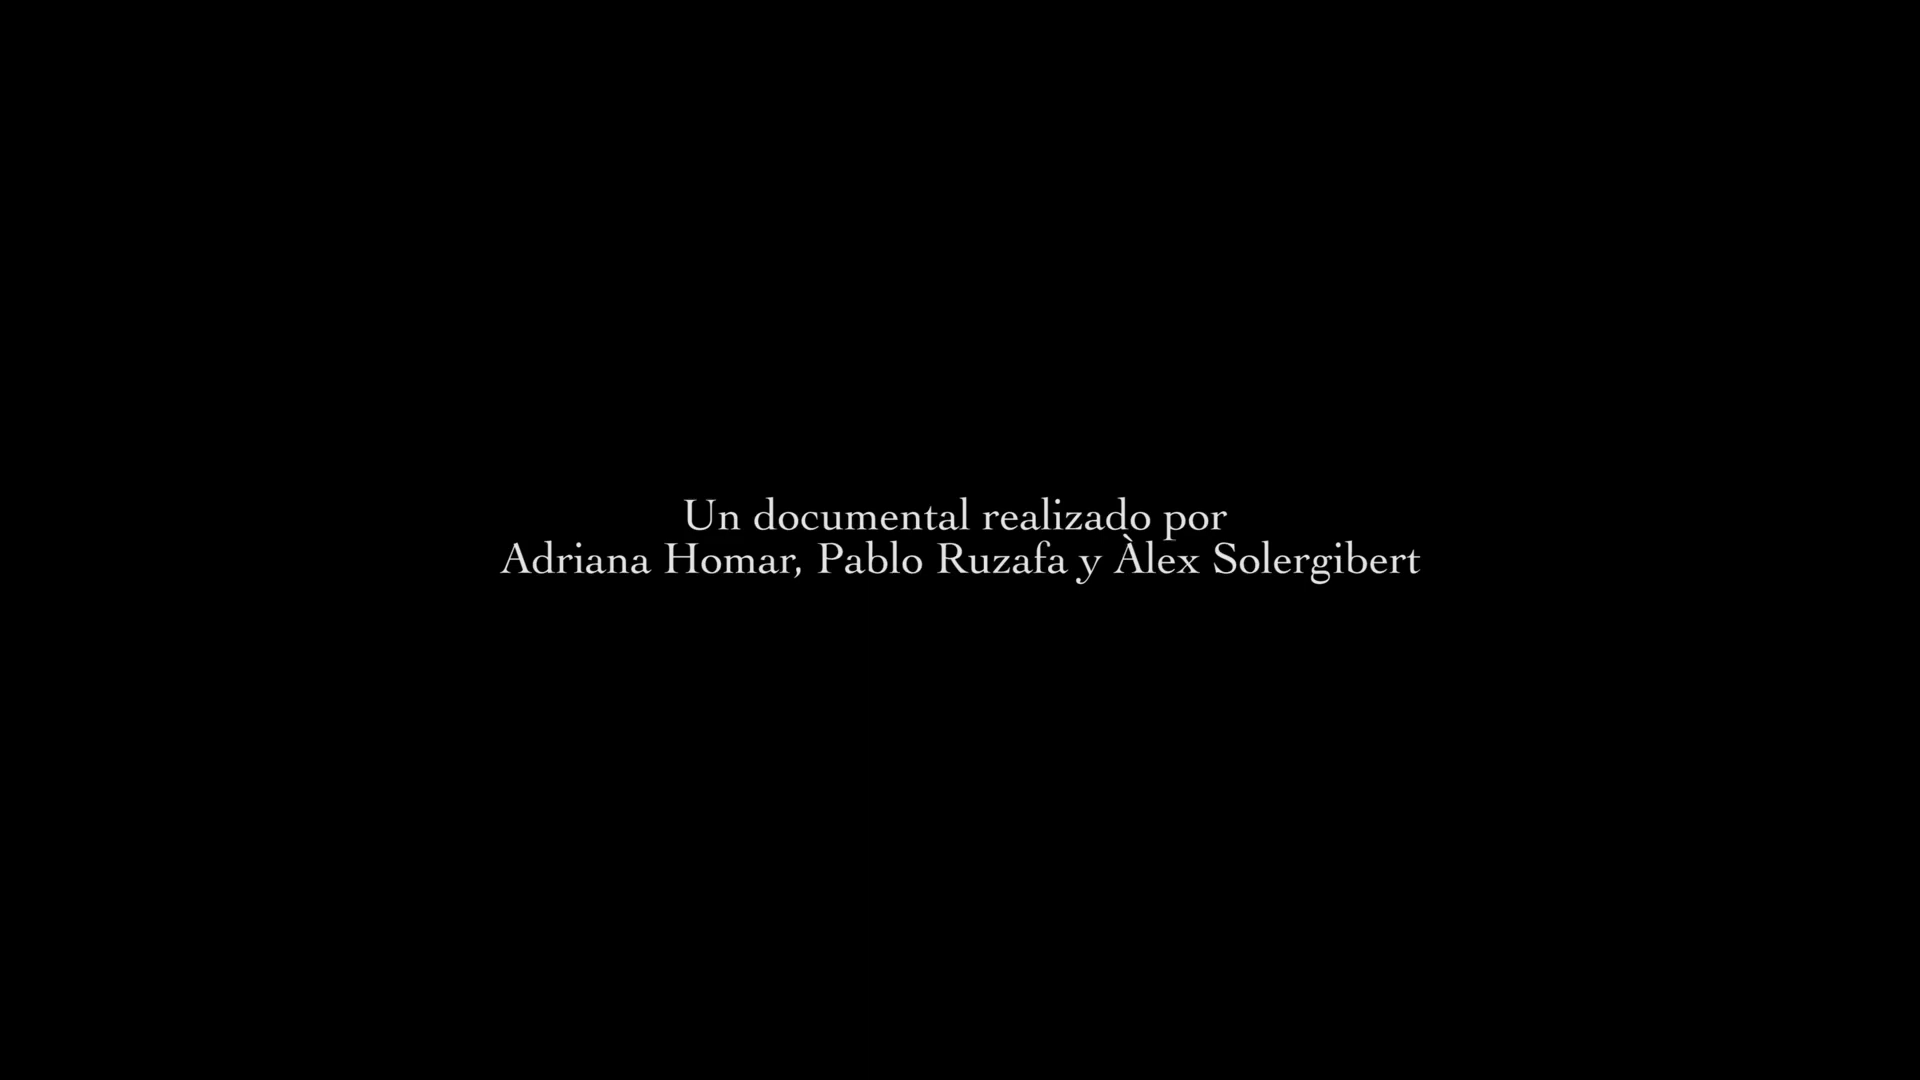 Un documental realizado por
Adriana Homar, Pablo Ruzafa y Àlex Solergibert